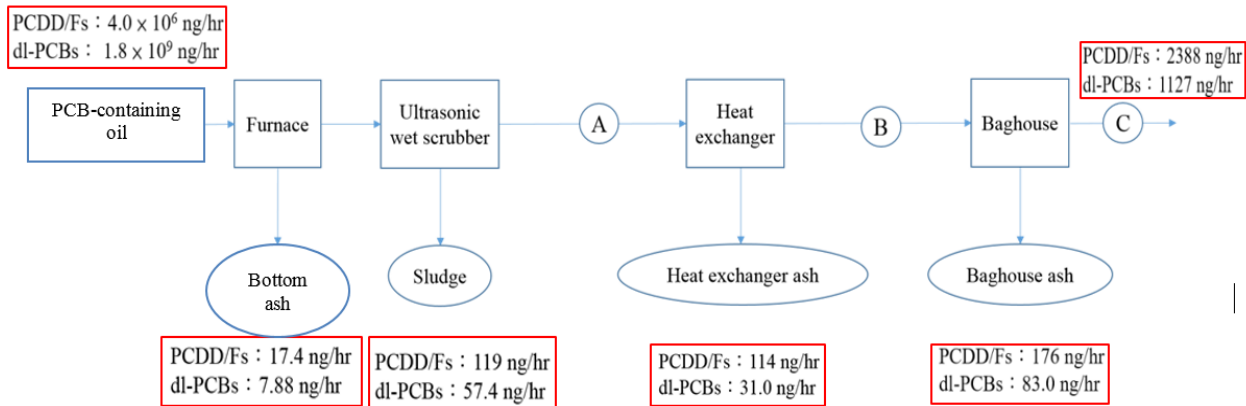 PCDD/Fs：4.0 x 10⁶ ng/hr
dl-PCBs： 1.8 x 10⁹ ng/hr
PCDD/Fs：2388 ng/hr
dl-PCBs：1127 ng/hr
PCB-containing
oil
Furnace
Ultrasonic
wet scrubber
A
Heat
exchanger
B
Baghouse
C
Bottom
ash
Sludge
Heat exchanger ash
Baghouse ash
PCDD/Fs：17.4 ng/hr
dl-PCBs：7.88 ng/hr
PCDD/Fs：119 ng/hr
dl-PCBs：57.4 ng/hr
PCDD/Fs：114 ng/hr
dl-PCBs：31.0 ng/hr
PCDD/Fs：176 ng/hr
dl-PCBs：83.0 ng/hr